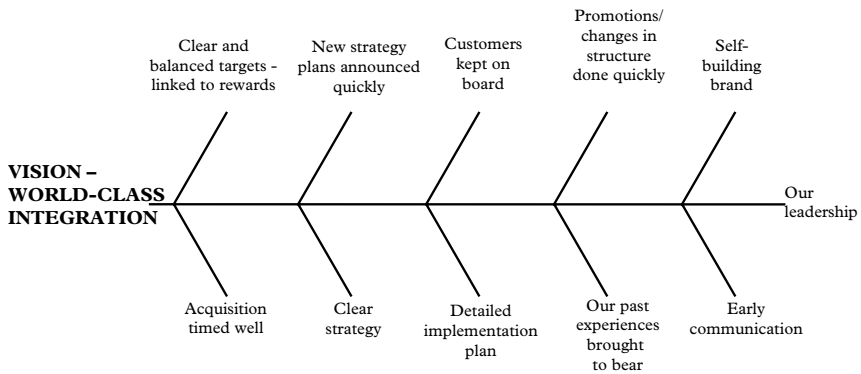 Clear and
balanced targets -
linked to rewards
New strategy
plans announced
quickly
Customers
kept on
board
Promotions/
changes in
structure
done quickly
Self-
building
brand
VISION –
WORLD-CLASS
INTEGRATION
Our
leadership
Acquisition
timed well
Clear
strategy
Detailed
implementation
plan
Our past
experiences
brought
to bear
Early
communication